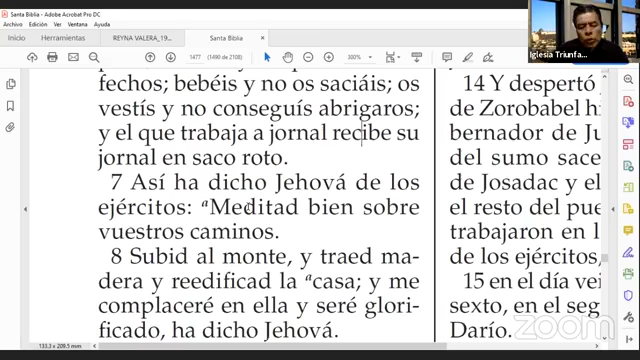 Santa Biblia - Adobe Acrobat Pro DC
Archivo Edición Ver Ventana Ayuda
Inicio
Herramientas
REYNA VALERA_19...
Santa Biblia
1477
(1490 de 2108)
300%
fechos; bebéis y no os saciáis; os
vestís y no conseguís abrigaros;
y el que trabaja a jornal recibe su
jornal en saco roto.
7 Así ha dicho Jehová de los
ejércitos: ªMeditad bien sobre
vuestros caminos.
8 Subid al monte, y traed ma-
dera y reedificad la ªcasa; y me
complaceré en ella y seré glori-
ficado, ha dicho Jehová.
14 Y despertó
de Zorobabel hi
bernador de Ju
del sumo sace
de Josadac y el
el resto del pue
trabajaron en l
de los ejércitos,
15 en el día vei
sexto, en el seg
Darío.
133.3 x 209.5 mm
Iglesia Triunfa...
zoom